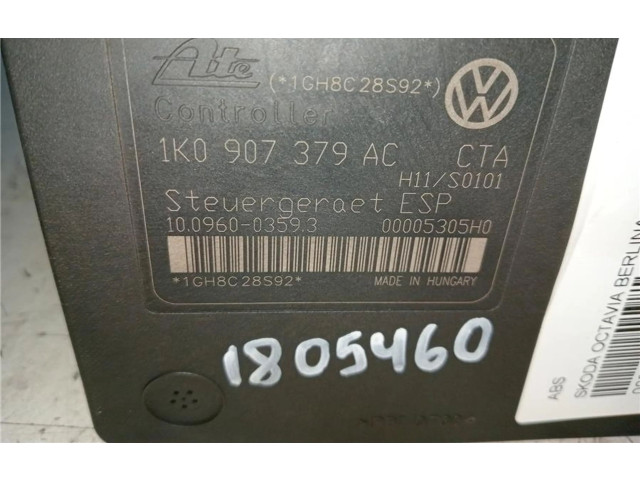 Ate (*1GH8C28S92*)
Controller
1K0 907 379 AC CTA
H11/S0101
Steuergeraet ESP
10.0960-0359.3 00005305H0
*1GH8C28S92* MADE IN HUNGARY
1805460
ABS
SKODA OCTAVIA BERLINA